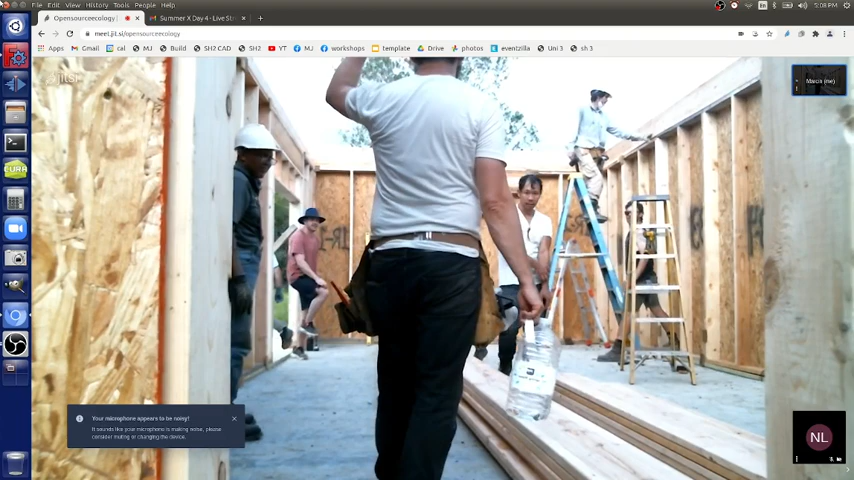 File Edit View History Tools People Help
En
5:08 PM
Opensourceecology
Summer X Day 4 - Live St
meet.jit.si/opensourceecology
Apps
Gmail
cal
MJ
Build
SH2 CAD
SH2
YT
MJ
workshops
template
Drive
photos
eventzilla
Uni 3
sh 3
jitsi
Marcin (me)
CURA
Your microphone appears to be noisy!
It sounds like your microphone is making noise, please
consider muting or changing the device.
NL